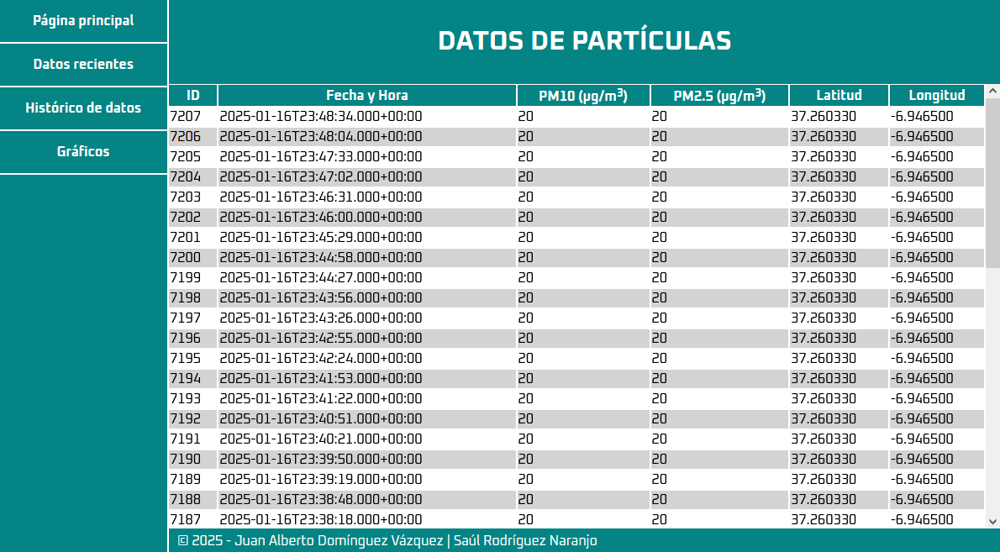 Página principal
Datos recientes
Histórico de datos
Gráficos
DATOS DE PARTÍCULAS
ID Fecha y Hora PM10 (µg/m³) PM2.5 (µg/m³) Latitud Longitud
7207 2025-01-16T23:48:34.000+00:00 20 20 37.260330 -6.946500
7206 2025-01-16T23:48:04.000+00:00 20 20 37.260330 -6.946500
7205 2025-01-16T23:47:33.000+00:00 20 20 37.260330 -6.946500
7204 2025-01-16T23:47:02.000+00:00 20 20 37.260330 -6.946500
7203 2025-01-16T23:46:31.000+00:00 20 20 37.260330 -6.946500
7202 2025-01-16T23:46:00.000+00:00 20 20 37.260330 -6.946500
7201 2025-01-16T23:45:29.000+00:00 20 20 37.260330 -6.946500
7200 2025-01-16T23:44:58.000+00:00 20 20 37.260330 -6.946500
7199 2025-01-16T23:44:27.000+00:00 20 20 37.260330 -6.946500
7198 2025-01-16T23:43:56.000+00:00 20 20 37.260330 -6.946500
7197 2025-01-16T23:43:26.000+00:00 20 20 37.260330 -6.946500
7196 2025-01-16T23:42:55.000+00:00 20 20 37.260330 -6.946500
7195 2025-01-16T23:42:24.000+00:00 20 20 37.260330 -6.946500
7194 2025-01-16T23:41:53.000+00:00 20 20 37.260330 -6.946500
7193 2025-01-16T23:41:22.000+00:00 20 20 37.260330 -6.946500
7192 2025-01-16T23:40:51.000+00:00 20 20 37.260330 -6.946500
7191 2025-01-16T23:40:21.000+00:00 20 20 37.260330 -6.946500
7190 2025-01-16T23:39:50.000+00:00 20 20 37.260330 -6.946500
7189 2025-01-16T23:39:19.000+00:00 20 20 37.260330 -6.946500
7188 2025-01-16T23:38:48.000+00:00 20 20 37.260330 -6.946500
7187 2025-01-16T23:38:18.000+00:00 20 20 37.260330 -6.946500
© 2025 - Juan Alberto Domínguez Vázquez | Saúl Rodríguez Naranjo